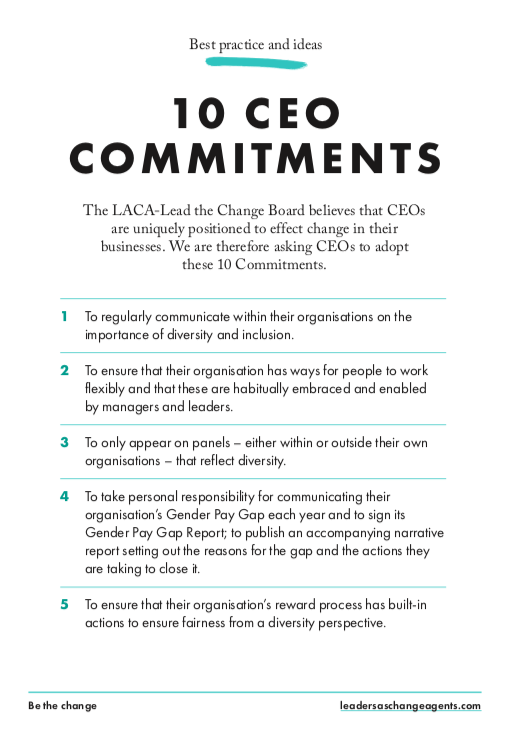 Best practice and ideas
10 CEO
COMMITMENTS
The LACA-Lead the Change Board believes that CEOs
are uniquely positioned to effect change in their
businesses. We are therefore asking CEOs to adopt
these 10 Commitments.
1 To regularly communicate within their organisations on the
importance of diversity and inclusion.
2 To ensure that their organisation has ways for people to work
flexibly and that these are habitually embraced and enabled
by managers and leaders.
3 To only appear on panels – either within or outside their own
organisations – that reflect diversity.
4 To take personal responsibility for communicating their
organisation's Gender Pay Gap each year and to sign its
Gender Pay Gap Report; to publish an accompanying narrative
report setting out the reasons for the gap and the actions they
are taking to close it.
5 To ensure that their organisation's reward process has built-in
actions to ensure fairness from a diversity perspective.
Be the change leadersaschangeagents.com